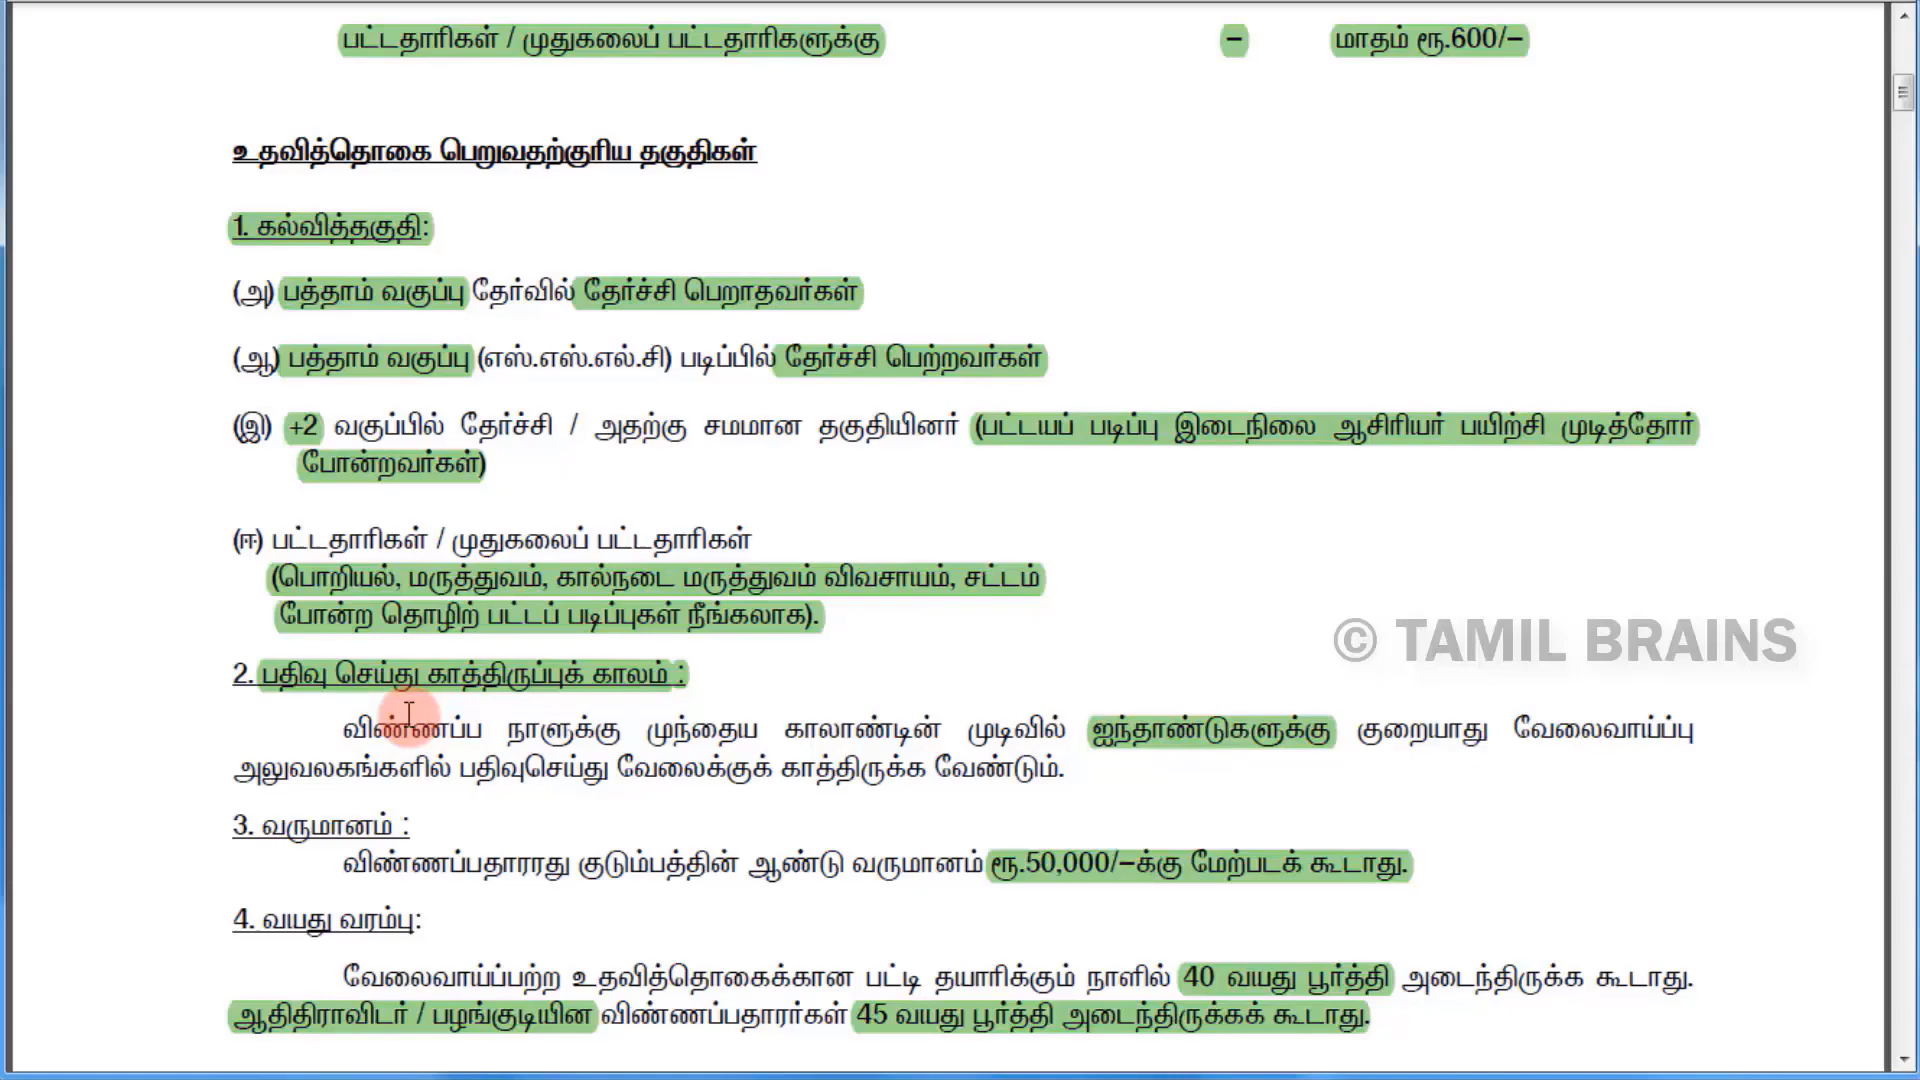 பட்டதாரிகள் / முதுகலைப் பட்டதாரிகளுக்கு – மாதம் ரூ.600/–
உதவித்தொகை பெறுவதற்குரிய தகுதிகள்
1. கல்வித்தகுதி:
(அ) பத்தாம் வகுப்பு தேர்வில் தேர்ச்சி பெறாதவர்கள்
(ஆ) பத்தாம் வகுப்பு (எஸ்.எஸ்.எல்.சி) படிப்பில் தேர்ச்சி பெற்றவர்கள்
(இ) +2 வகுப்பில் தேர்ச்சி / அதற்கு சமமான தகுதியினர் (பட்டயப் படிப்பு இடைநிலை ஆசிரியர் பயிற்சி முடித்தோர்
போன்றவர்கள்)
(ஈ) பட்டதாரிகள் / முதுகலைப் பட்டதாரிகள்
(பொறியல், மருத்துவம், கால்நடை மருத்துவம் விவசாயம், சட்டம்
போன்ற தொழிற் பட்டப் படிப்புகள் நீங்கலாக).
© TAMIL BRAINS
2. பதிவு செய்து காத்திருப்புக் காலம் :
விண்ணப்ப நாளுக்கு முந்தைய காலாண்டின் முடிவில் ஐந்தாண்டுகளுக்கு குறையாது வேலைவாய்ப்பு
அலுவலகங்களில் பதிவுசெய்து வேலைக்குக் காத்திருக்க வேண்டும்.
3. வருமானம் :
விண்ணப்பதாரரது குடும்பத்தின் ஆண்டு வருமானம் ரூ.50,000/–க்கு மேற்படக் கூடாது.
4. வயது வரம்பு:
வேலைவாய்ப்பற்ற உதவித்தொகைக்கான பட்டி தயாரிக்கும் நாளில் 40 வயது பூர்த்தி அடைந்திருக்க கூடாது.
ஆதிதிராவிடர் / பழங்குடியின விண்ணப்பதாரர்கள் 45 வயது பூர்த்தி அடைந்திருக்கக் கூடாது.